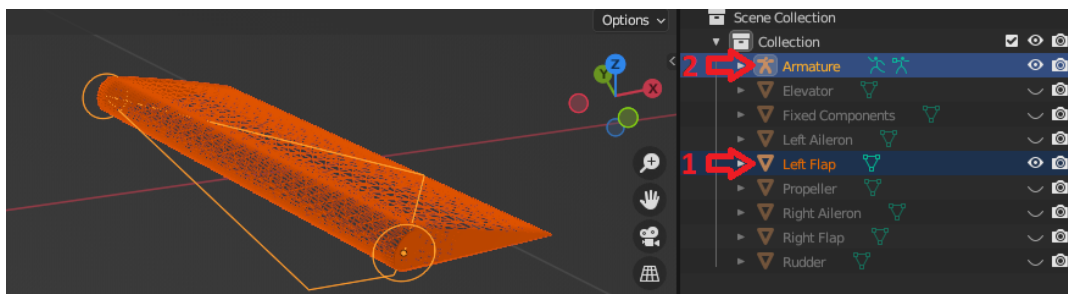 Options
Scene Collection
Collection
2 Armature
Elevator
Fixed Components
Left Aileron
1 Left Flap
Propeller
Right Aileron
Right Flap
Rudder
Z
Y
X